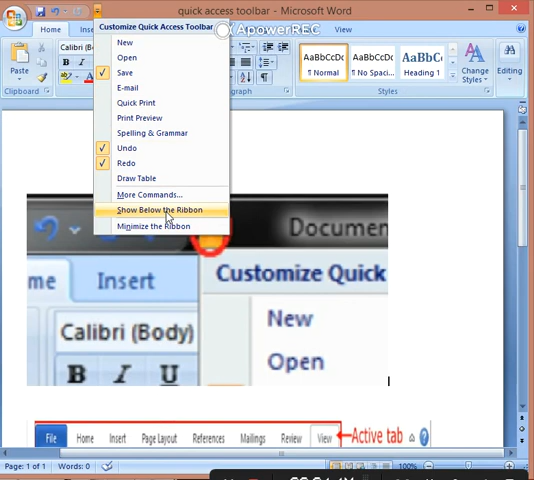 quick access toolbar - Microsoft Word
ApowerREC
Home
View
Customize Quick Access Toolbar
New
Open
Save
E-mail
Quick Print
Print Preview
Spelling & Grammar
Undo
Redo
Draw Table
More Commands...
Show Below the Ribbon
Minimize the Ribbon
Paste
Clipboard
Calibri (B
B
AaBbCcDc
¶ Normal
AaBbCcDc
¶ No Spaci...
AaBbC
Heading 1
Change
Styles
Editing
Paragraph
Styles
Documen
me
Insert
Customize Quick
Calibri (Body)
New
B I U
Open
File Home Insert Page Layout References Mailings Review View
Active tab
Page: 1 of 1
Words: 0
100%